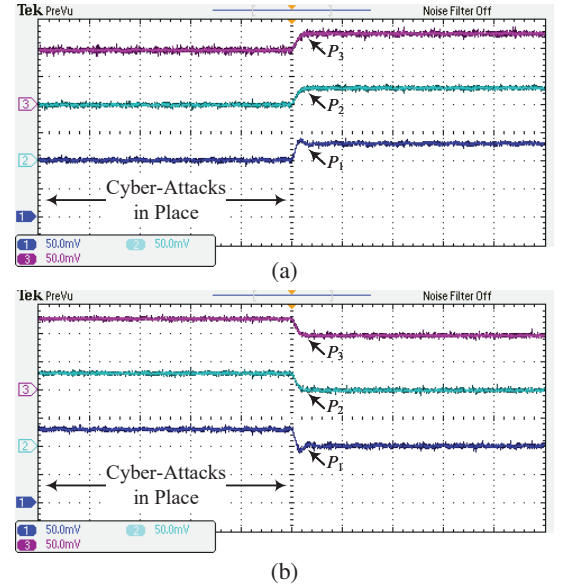 Tek PreVu Noise Filter Off
P3
3
P2
2
P1
Cyber-Attacks
in Place
1
1 50.0mV 2 50.0mV
3 50.0mV
(a)
Tek PreVu Noise Filter Off
P3
3
P2
2
P1
Cyber-Attacks
in Place
1
1 50.0mV 2 50.0mV
3 50.0mV
(b)